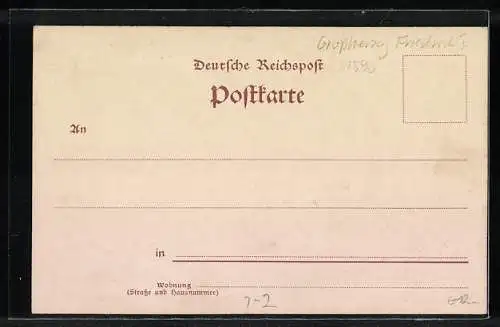 Großherzog Friedrich I
Deutsche Reichspost
Postkarte
An
in
Wohnung
(Straße und Hausnummer)
7-2